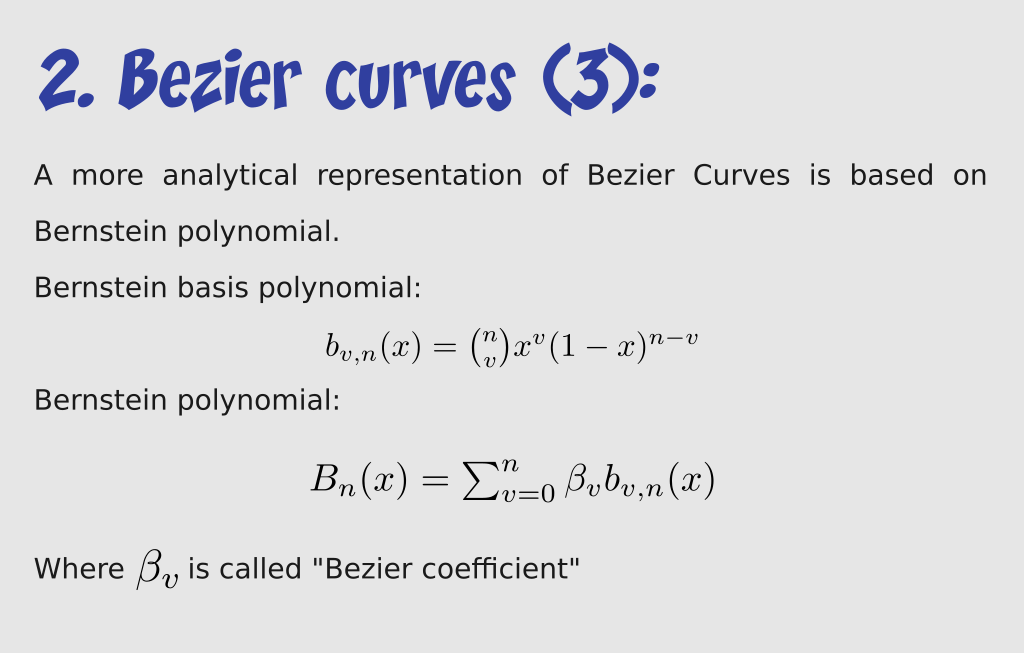 2. Bezier curves (3):
A more analytical representation of Bezier Curves is based on
Bernstein polynomial.
Bernstein basis polynomial:
$b_{v,n}(x) = \binom{n}{v} x^v (1-x)^{n-v}$
Bernstein polynomial:
$B_n(x) = \sum_{v=0}^{n} \beta_v b_{v,n}(x)$
Where $\beta_v$ is called "Bezier coefficient"